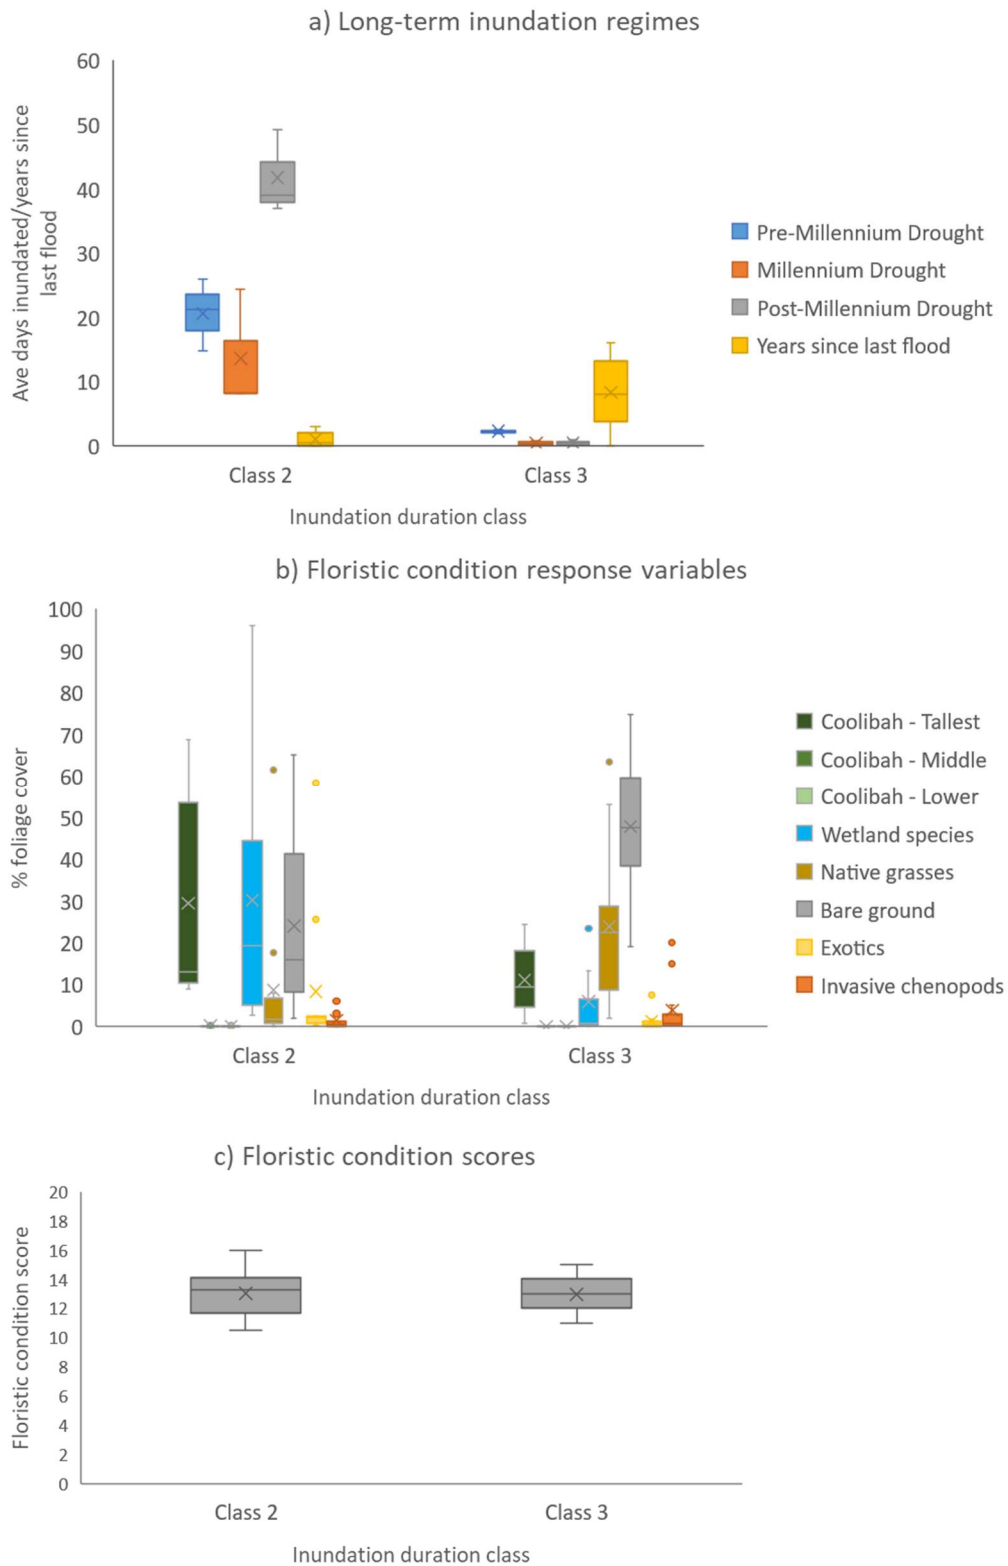 a) Long-term inundation regimes
60
50
40
30
20
10
0
Ave days inundated/years since
last flood
Class 2
Class 3
Inundation duration class
Pre-Millennium Drought
Millennium Drought
Post-Millennium Drought
Years since last flood
b) Floristic condition response variables
100
90
80
70
60
50
40
30
20
10
0
% foliage cover
Class 2
Class 3
Inundation duration class
Coolibah - Tallest
Coolibah - Middle
Coolibah - Lower
Wetland species
Native grasses
Bare ground
Exotics
Invasive chenopods
c) Floristic condition scores
20
18
16
14
12
10
8
6
4
2
0
Floristic condition score
Class 2
Class 3
Inundation duration class